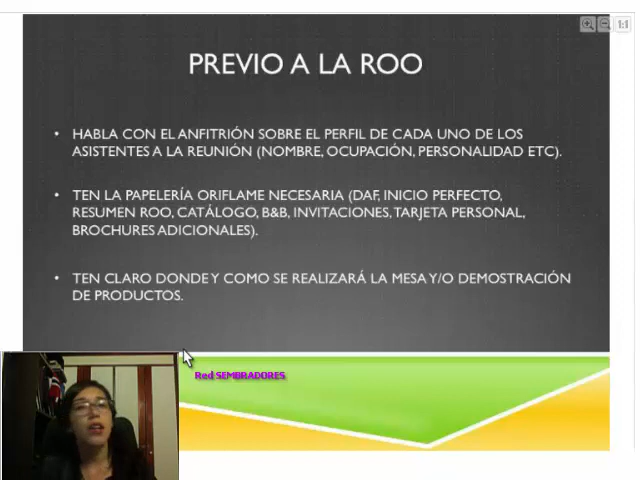 1:1
PREVIO A LA ROO
• HABLA CON EL ANFITRIÓN SOBRE EL PERFIL DE CADA UNO DE LOS
ASISTENTES A LA REUNIÓN (NOMBRE, OCUPACIÓN, PERSONALIDAD ETC).
• TEN LA PAPELERÍA ORIFLAME NECESARIA (DAF, INICIO PERFECTO,
RESUMEN ROO, CATÁLOGO, B&B, INVITACIONES, TARJETA PERSONAL,
BROCHURES ADICIONALES).
• TEN CLARO DONDE Y COMO SE REALIZARÁ LA MESA Y/O DEMOSTRACIÓN
DE PRODUCTOS.
Red SEMBRADORES